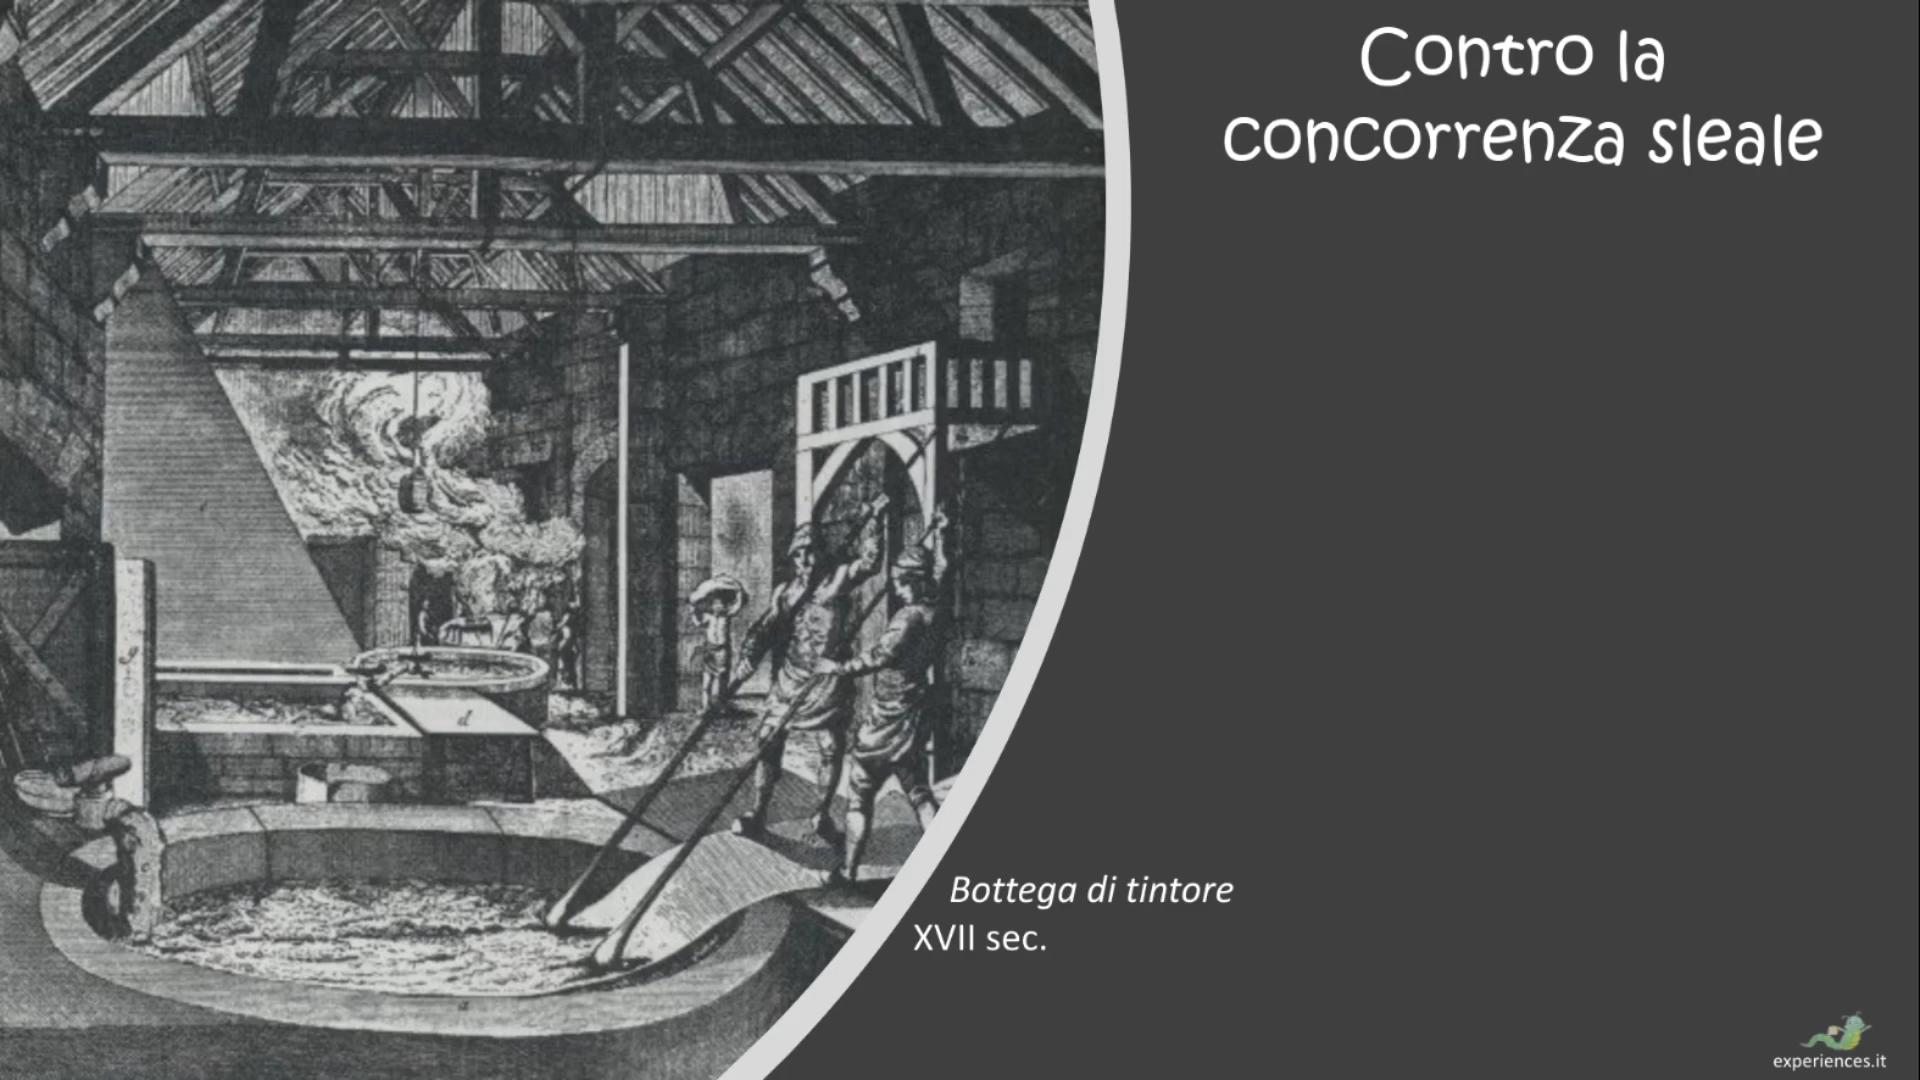 Contro la
concorrenza sleale
d
Bottega di tintore
XVII sec.
experiences.it